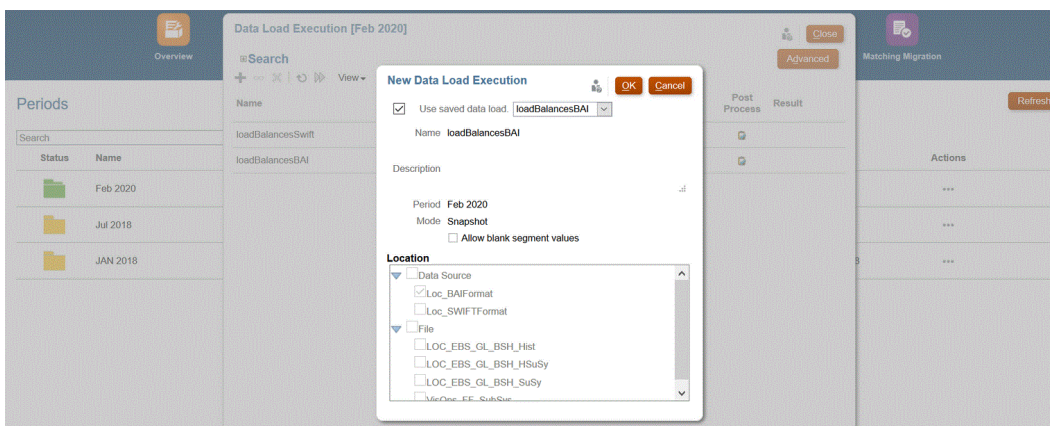 Overview
Matching Migration
Data Load Execution [Feb 2020]
Close
Search
Advanced
View
Name
Post
Process
Result
loadBalancesSwift
loadBalancesBAI
Periods
Refresh
Search
Status Name Actions
Feb 2020
Jul 2018
JAN 2018
8
New Data Load Execution
OK Cancel
Use saved data load. loadBalancesBAI
Name loadBalancesBAI
Description
Period Feb 2020
Mode Snapshot
Allow blank segment values
Location
Data Source
Loc_BAIFormat
Loc_SWIFTFormat
File
LOC_EBS_GL_BSH_Hist
LOC_EBS_GL_BSH_HSuSy
LOC_EBS_GL_BSH_SuSy